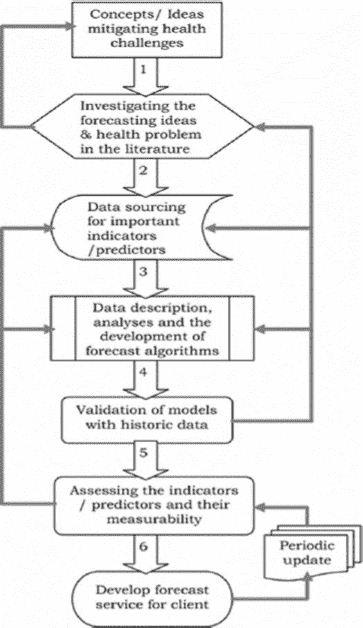 Concepts/ Ideas
mitigating health
challenges
1
Investigating the
forecasting ideas
& health problem
in the literature
2
Data sourcing
for important
indicators
/predictors
3
Data description,
analyses and the
development of
forecast algorithms
4
Validation of models
with historic data
5
Assessing the indicators
/ predictors and their
measurability
6
Periodic
update
Develop forecast
service for client